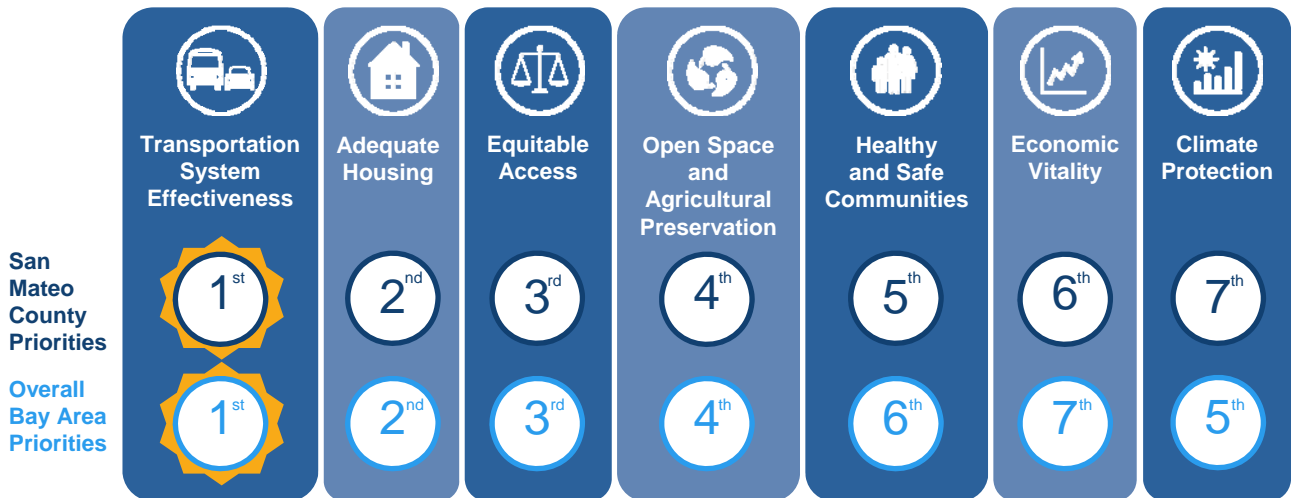 Transportation
System
Effectiveness
Adequate
Housing
Equitable
Access
Open Space
and
Agricultural
Preservation
Healthy
and Safe
Communities
Economic
Vitality
Climate
Protection
San
Mateo
County
Priorities
1st
2nd
3rd
4th
5th
6th
7th
Overall
Bay Area
Priorities
1st
2nd
3rd
4th
6th
7th
5th